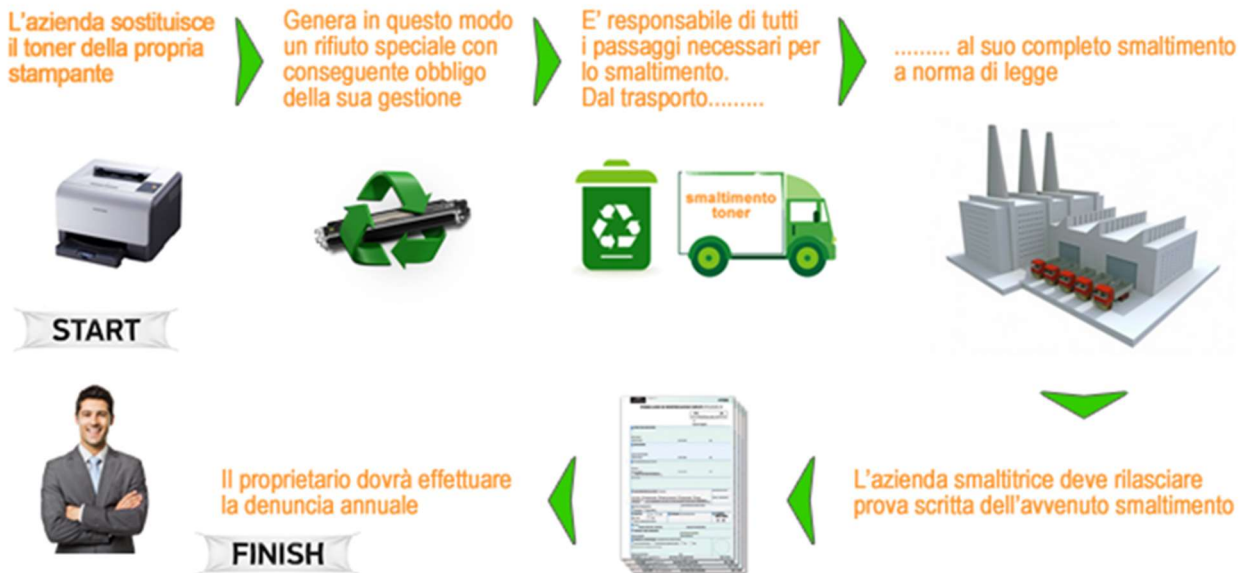 L'azienda sostituisce
il toner della propria
stampante
Genera in questo modo
un rifiuto speciale con
conseguente obbligo
della sua gestione
E' responsabile di tutti
i passaggi necessari per
lo smaltimento.
Dal trasporto.........
......... al suo completo smaltimento
a norma di legge
smaltimento
toner
START
L'azienda smaltitrice deve rilasciare
prova scritta dell'avvenuto smaltimento
Il proprietario dovrà effettuare
la denuncia annuale
FINISH